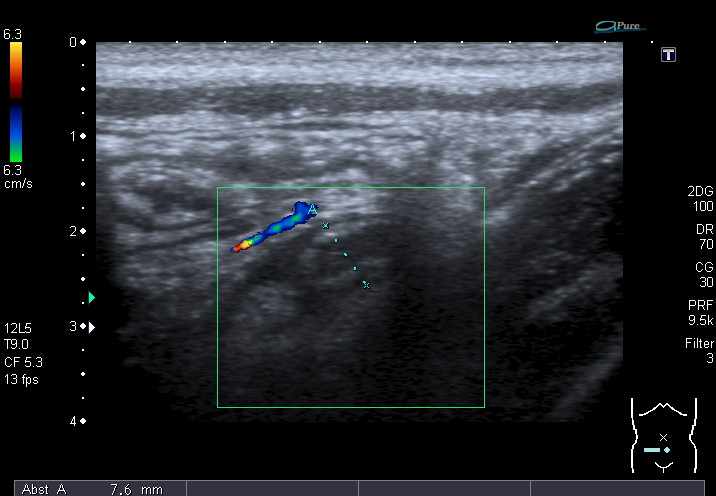 aPure
6.3
6.3
cm/s
0
1
2
3
4
T
A
2DG
100
DR
70
CG
30
PRF
9.5k
Filter
3
12L5
T9.0
CF 5.3
13 fps
Abst A 7.6 mm